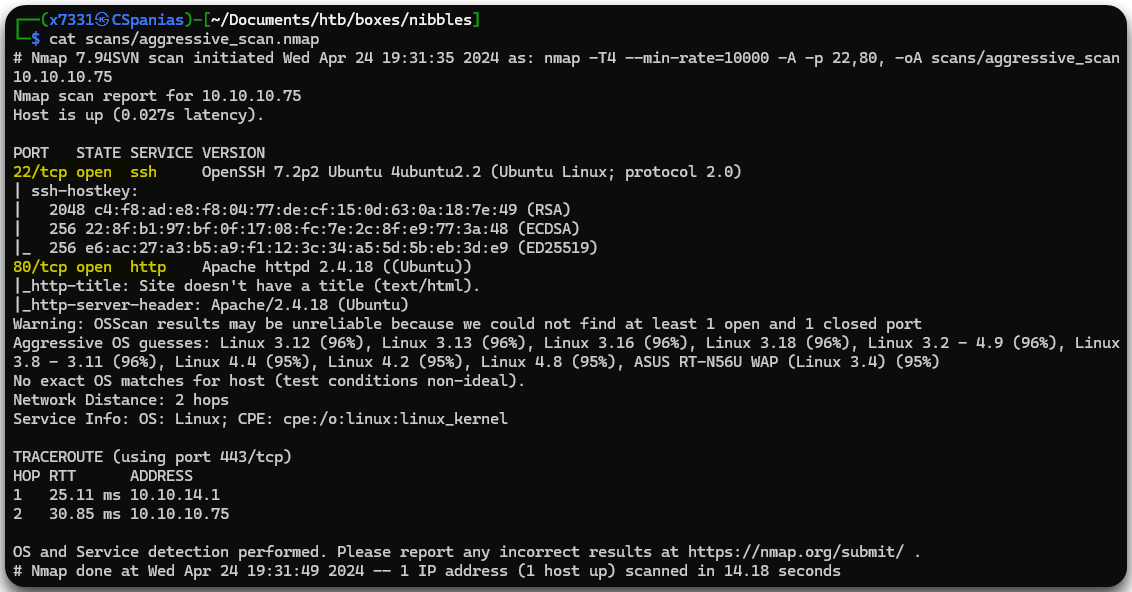 ┌──(x7331㉿CSpanias)-[~/Documents/htb/boxes/nibbles]
└─$ cat scans/aggressive_scan.nmap
# Nmap 7.94SVN scan initiated Wed Apr 24 19:31:35 2024 as: nmap -T4 --min-rate=10000 -A -p 22,80, -oA scans/aggressive_scan
10.10.10.75
Nmap scan report for 10.10.10.75
Host is up (0.027s latency).

PORT   STATE SERVICE VERSION
22/tcp open  ssh     OpenSSH 7.2p2 Ubuntu 4ubuntu2.2 (Ubuntu Linux; protocol 2.0)
| ssh-hostkey:
|   2048 c4:f8:ad:e8:f8:04:77:de:cf:15:0d:63:0a:18:7e:49 (RSA)
|   256 22:8f:b1:97:bf:0f:17:08:fc:7e:2c:8f:e9:77:3a:48 (ECDSA)
|_  256 e6:ac:27:a3:b5:a9:f1:12:3c:34:a5:5d:5b:eb:3d:e9 (ED25519)
80/tcp open  http    Apache httpd 2.4.18 ((Ubuntu))
|_http-title: Site doesn't have a title (text/html).
|_http-server-header: Apache/2.4.18 (Ubuntu)
Warning: OSScan results may be unreliable because we could not find at least 1 open and 1 closed port
Aggressive OS guesses: Linux 3.12 (96%), Linux 3.13 (96%), Linux 3.16 (96%), Linux 3.18 (96%), Linux 3.2 - 4.9 (96%), Linux
3.8 - 3.11 (96%), Linux 4.4 (95%), Linux 4.2 (95%), Linux 4.8 (95%), ASUS RT-N56U WAP (Linux 3.4) (95%)
No exact OS matches for host (test conditions non-ideal).
Network Distance: 2 hops
Service Info: OS: Linux; CPE: cpe:/o:linux:linux_kernel

TRACEROUTE (using port 443/tcp)
HOP RTT      ADDRESS
1   25.11 ms 10.10.14.1
2   30.85 ms 10.10.10.75

OS and Service detection performed. Please report any incorrect results at https://nmap.org/submit/ .
# Nmap done at Wed Apr 24 19:31:49 2024 -- 1 IP address (1 host up) scanned in 14.18 seconds